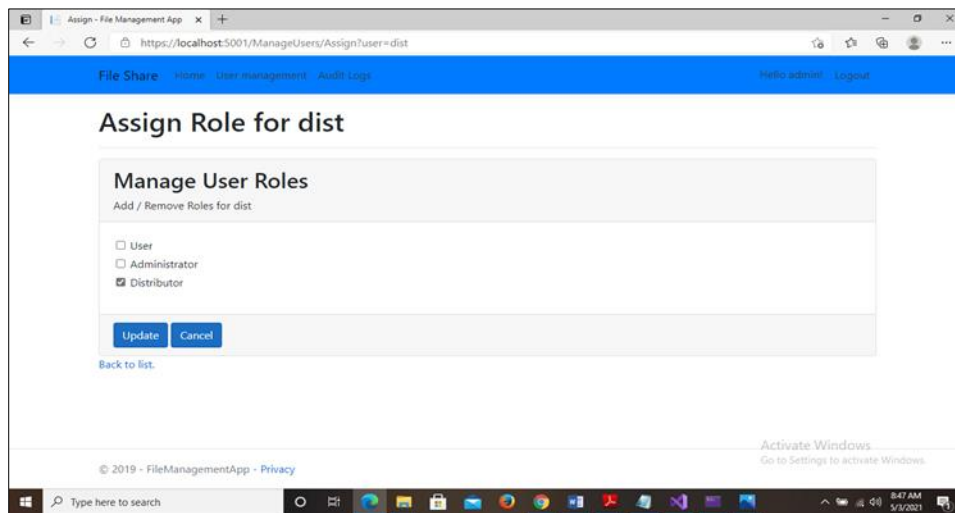 Assign - File Management App
https://localhost:5001/ManageUsers/Assign?user=dist
File Share Home User management Audit Logs Hello admin! Logout
Assign Role for dist
Manage User Roles
Add / Remove Roles for dist
User
Administrator
Distributor
Update Cancel
Back to list.
Activate Windows
Go to Settings to activate Windows.
© 2019 - FileManagementApp - Privacy
Type here to search
8:47 AM
5/3/2021